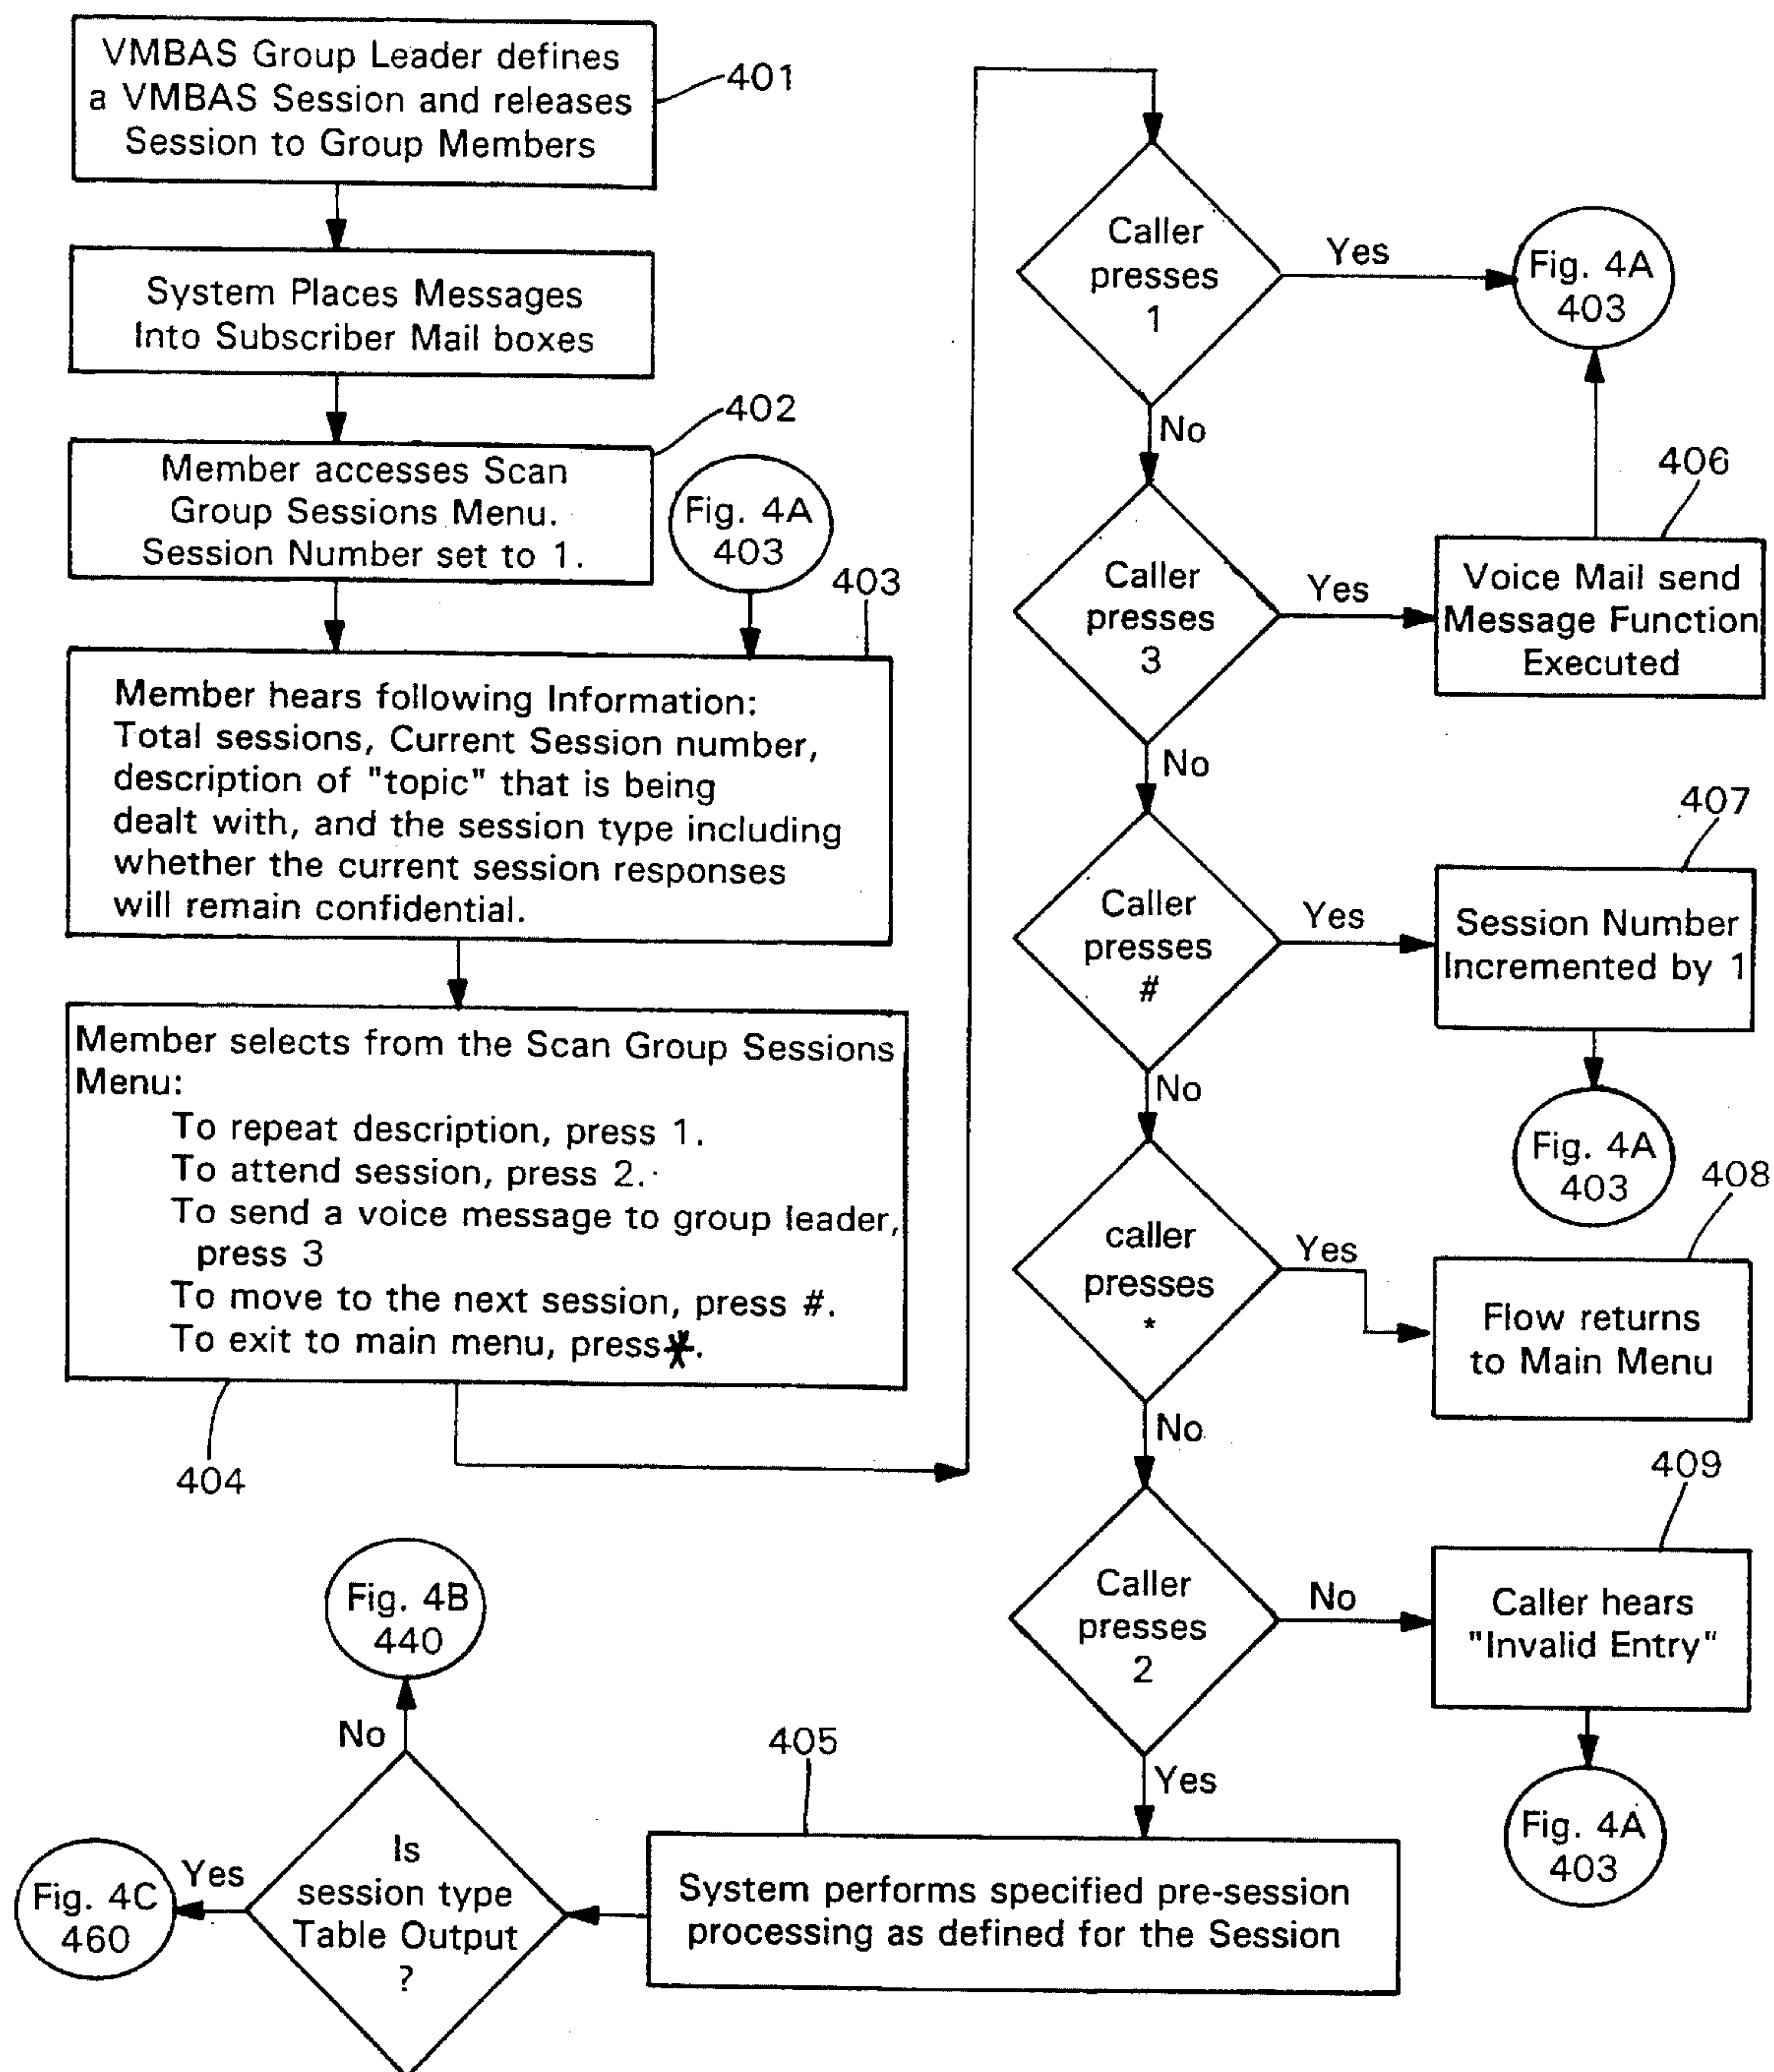 VMBAS Group Leader defines
a VMBAS Session and releases
Session to Group Members
401
System Places Messages
Into Subscriber Mail boxes
402
Member accesses Scan
Group Sessions Menu.
Session Number set to 1.
Fig. 4A
403
403
Member hears following Information:
Total sessions, Current Session number,
description of "topic" that is being
dealt with, and the session type including
whether the current session responses
will remain confidential.
Member selects from the Scan Group Sessions
Menu:
To repeat description, press 1.
To attend session, press 2.
To send a voice message to group leader,
press 3
To move to the next session, press #.
To exit to main menu, press *.
404
Caller
presses
1
Yes
Fig. 4A
403
No
Caller
presses
3
Yes
406
Voice Mail send
Message Function
Executed
No
Caller
presses
#
Yes
407
Session Number
Incremented by 1
Fig. 4A
403
No
caller
presses
*
Yes
408
Flow returns
to Main Menu
No
Caller
presses
2
No
409
Caller hears
"Invalid Entry"
Fig. 4A
403
Yes
405
System performs specified pre-session
processing as defined for the Session
Is
session type
Table Output
?
No
Fig. 4B
440
Yes
Fig. 4C
460